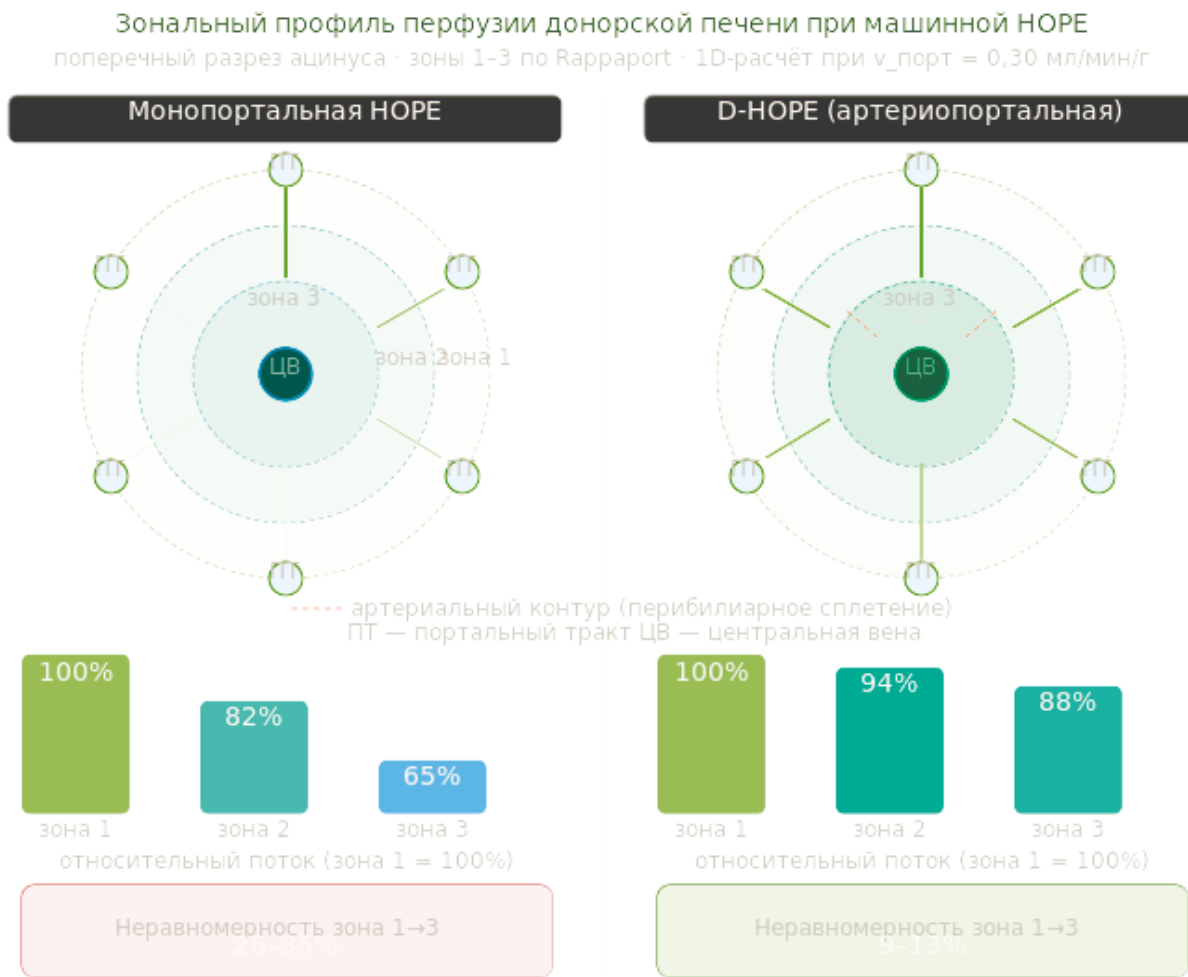 Зональный профиль перфузии донорской печени при машинной HOPE
поперечный разрез ацинуса · зоны 1–3 по Rappaport · 1D-расчёт при v_порт = 0,30 мл/мин/г
Монопортальная HOPE
D-HOPE (артериопортальная)
ПТ
ПТ
ПТ
ПТ
ПТ
ПТ
зона 3
зона 3
зона 2
зона 1
ЦВ
ЦВ
ПТ
ПТ
ПТ
ПТ
ПТ
ПТ
артериальный контур (перибилиарное сплетение)
ПТ — портальный тракт ЦВ — центральная вена
100%
82%
65%
100%
94%
88%
зона 1
зона 2
зона 3
зона 1
зона 2
зона 3
относительный поток (зона 1 = 100%)
относительный поток (зона 1 = 100%)
Неравномерность зона 1→3
28–35%
Неравномерность зона 1→3
9–13%